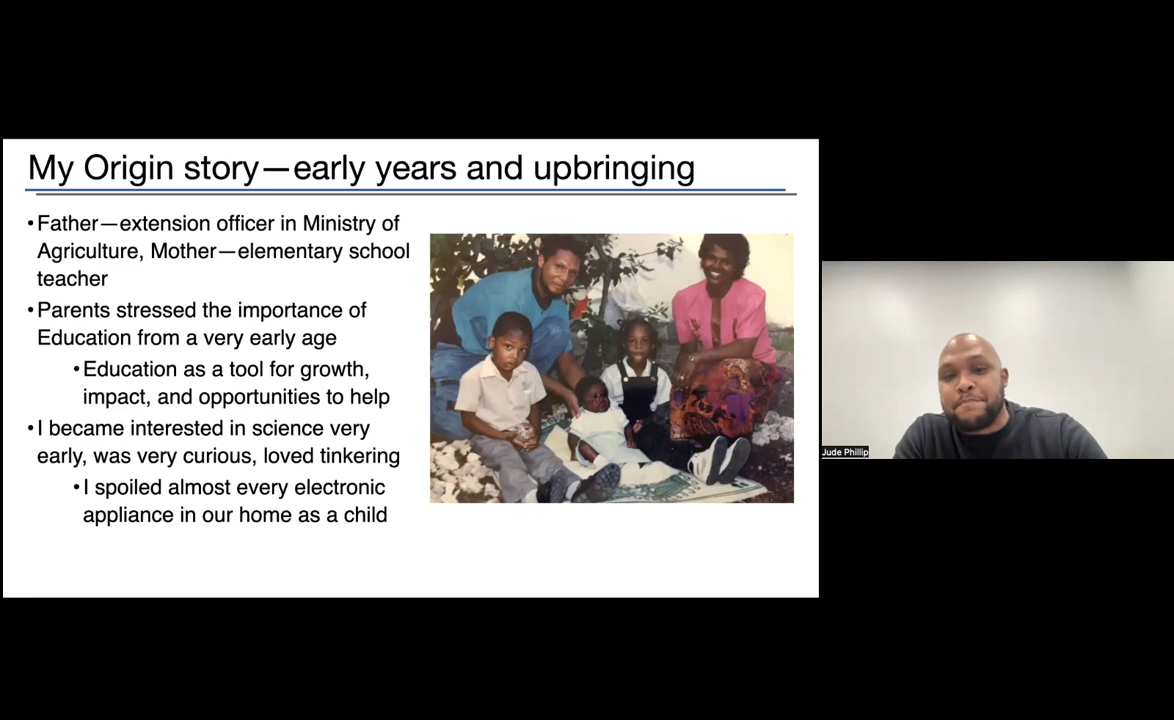 My Origin story—early years and upbringing
•Father—extension officer in Ministry of
Agriculture, Mother—elementary school
teacher
•Parents stressed the importance of
Education from a very early age
•Education as a tool for growth,
impact, and opportunities to help
•I became interested in science very
early, was very curious, loved tinkering
•I spoiled almost every electronic
appliance in our home as a child
Jude Phillip